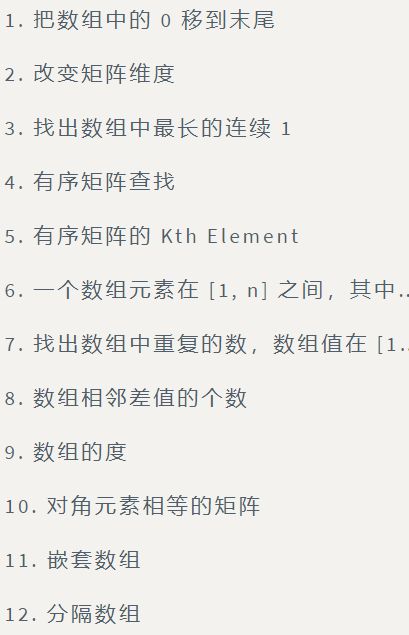 1. 把数组中的 0 移到末尾
2. 改变矩阵维度
3. 找出数组中最长的连续 1
4. 有序矩阵查找
5. 有序矩阵的 Kth Element
6. 一个数组元素在 [1, n] 之间，其中..
7. 找出数组中重复的数，数组值在 [1..
8. 数组相邻差值的个数
9. 数组的度
10. 对角元素相等的矩阵
11. 嵌套数组
12. 分隔数组